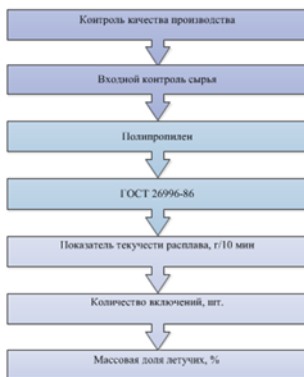 Контроль качества производства
Входной контроль сырья
Полипропилен
ГОСТ 26996-86
Показатель текучести расплава, г/10 мин
Количество включений, шт.
Массовая доля летучих, %